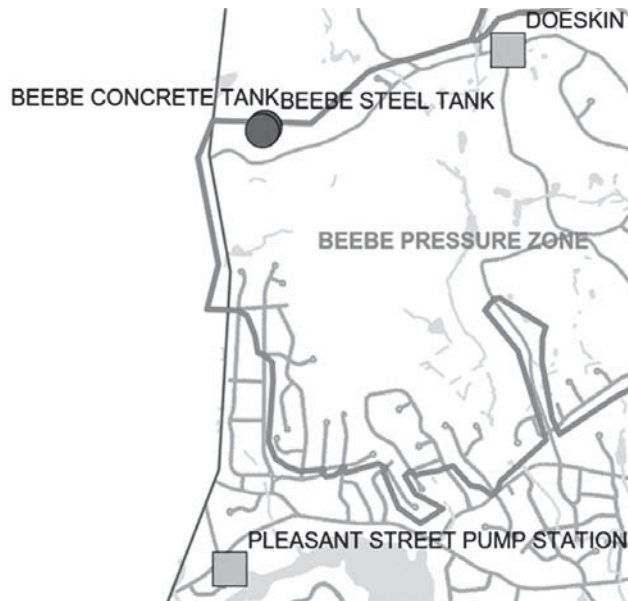 DOESKIN
BEEBE CONCRETE TANK
BEEBE STEEL TANK
BEEBE PRESSURE ZONE
PLEASANT STREET PUMP STATION